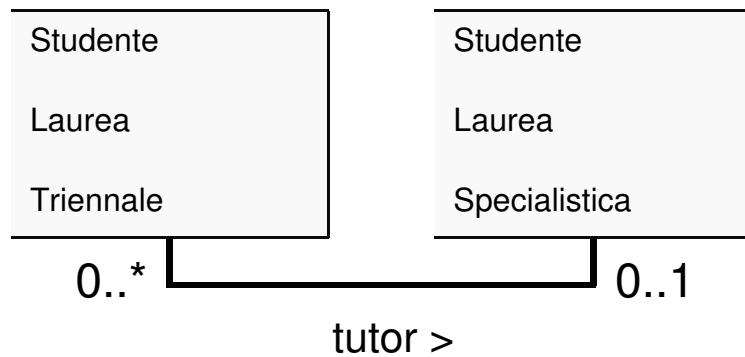 Studente
Laurea
Triennale
Studente
Laurea
Specialistica
0..*
0..1
tutor >